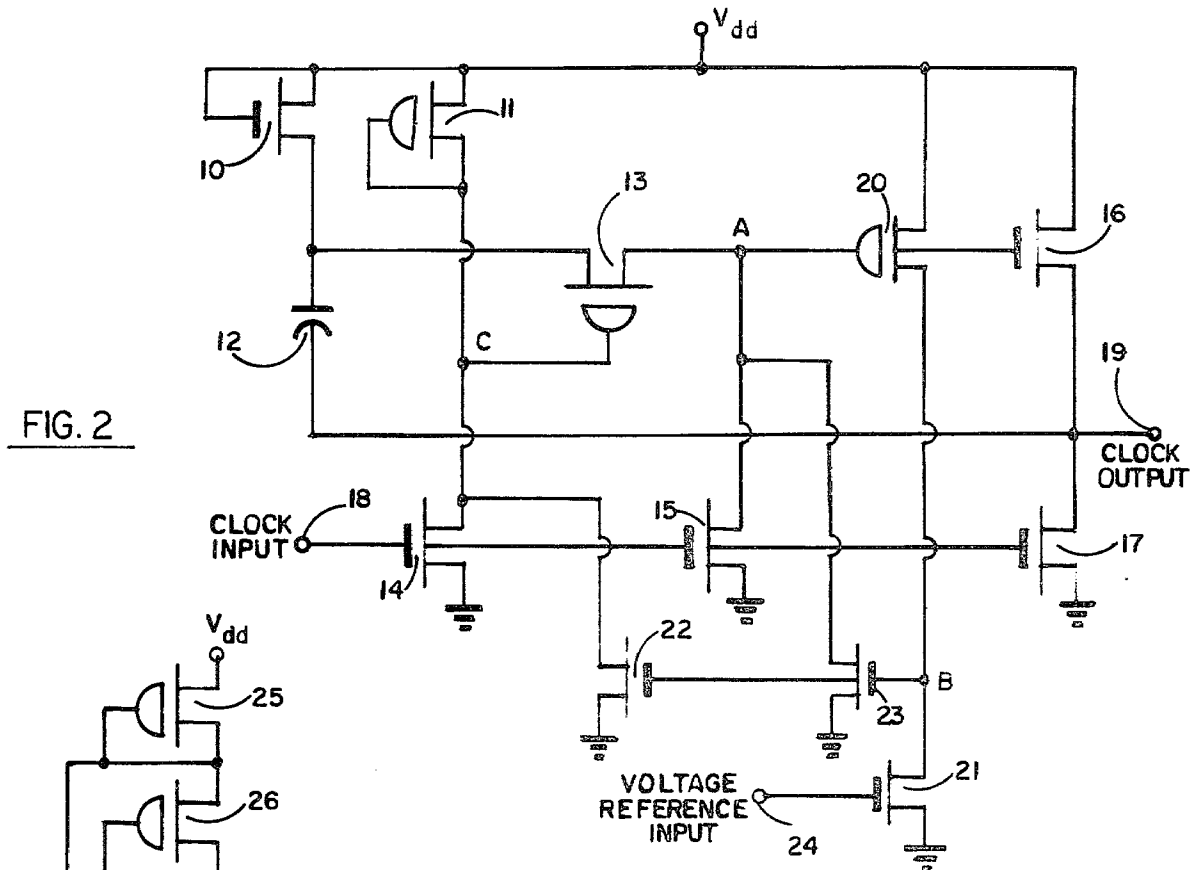 Vdd
11
10
13
20
16
A
12
C
19
FIG. 2
CLOCK
OUTPUT
18
CLOCK
INPUT
15
14
17
Vdd
22
25
B
23
26
VOLTAGE
REFERENCE
INPUT
21
24